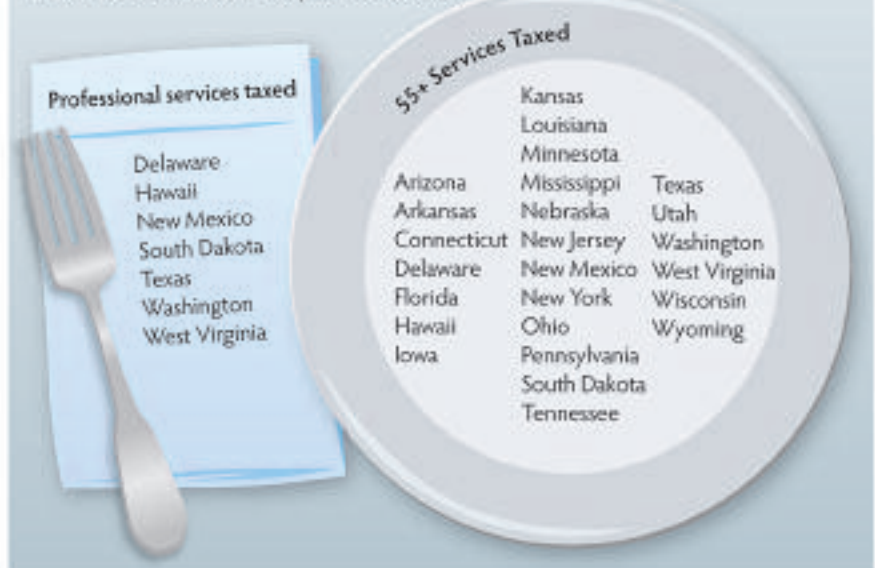 Professional services taxed
Delaware
Hawaii
New Mexico
South Dakota
Texas
Washington
West Virginia
55+ Services Taxed
Arizona
Arkansas
Connecticut
Delaware
Florida
Hawaii
Iowa
Kansas
Louisiana
Minnesota
Mississippi
Nebraska
New Jersey
New Mexico
New York
Ohio
Pennsylvania
South Dakota
Tennessee
Texas
Utah
Washington
West Virginia
Wisconsin
Wyoming